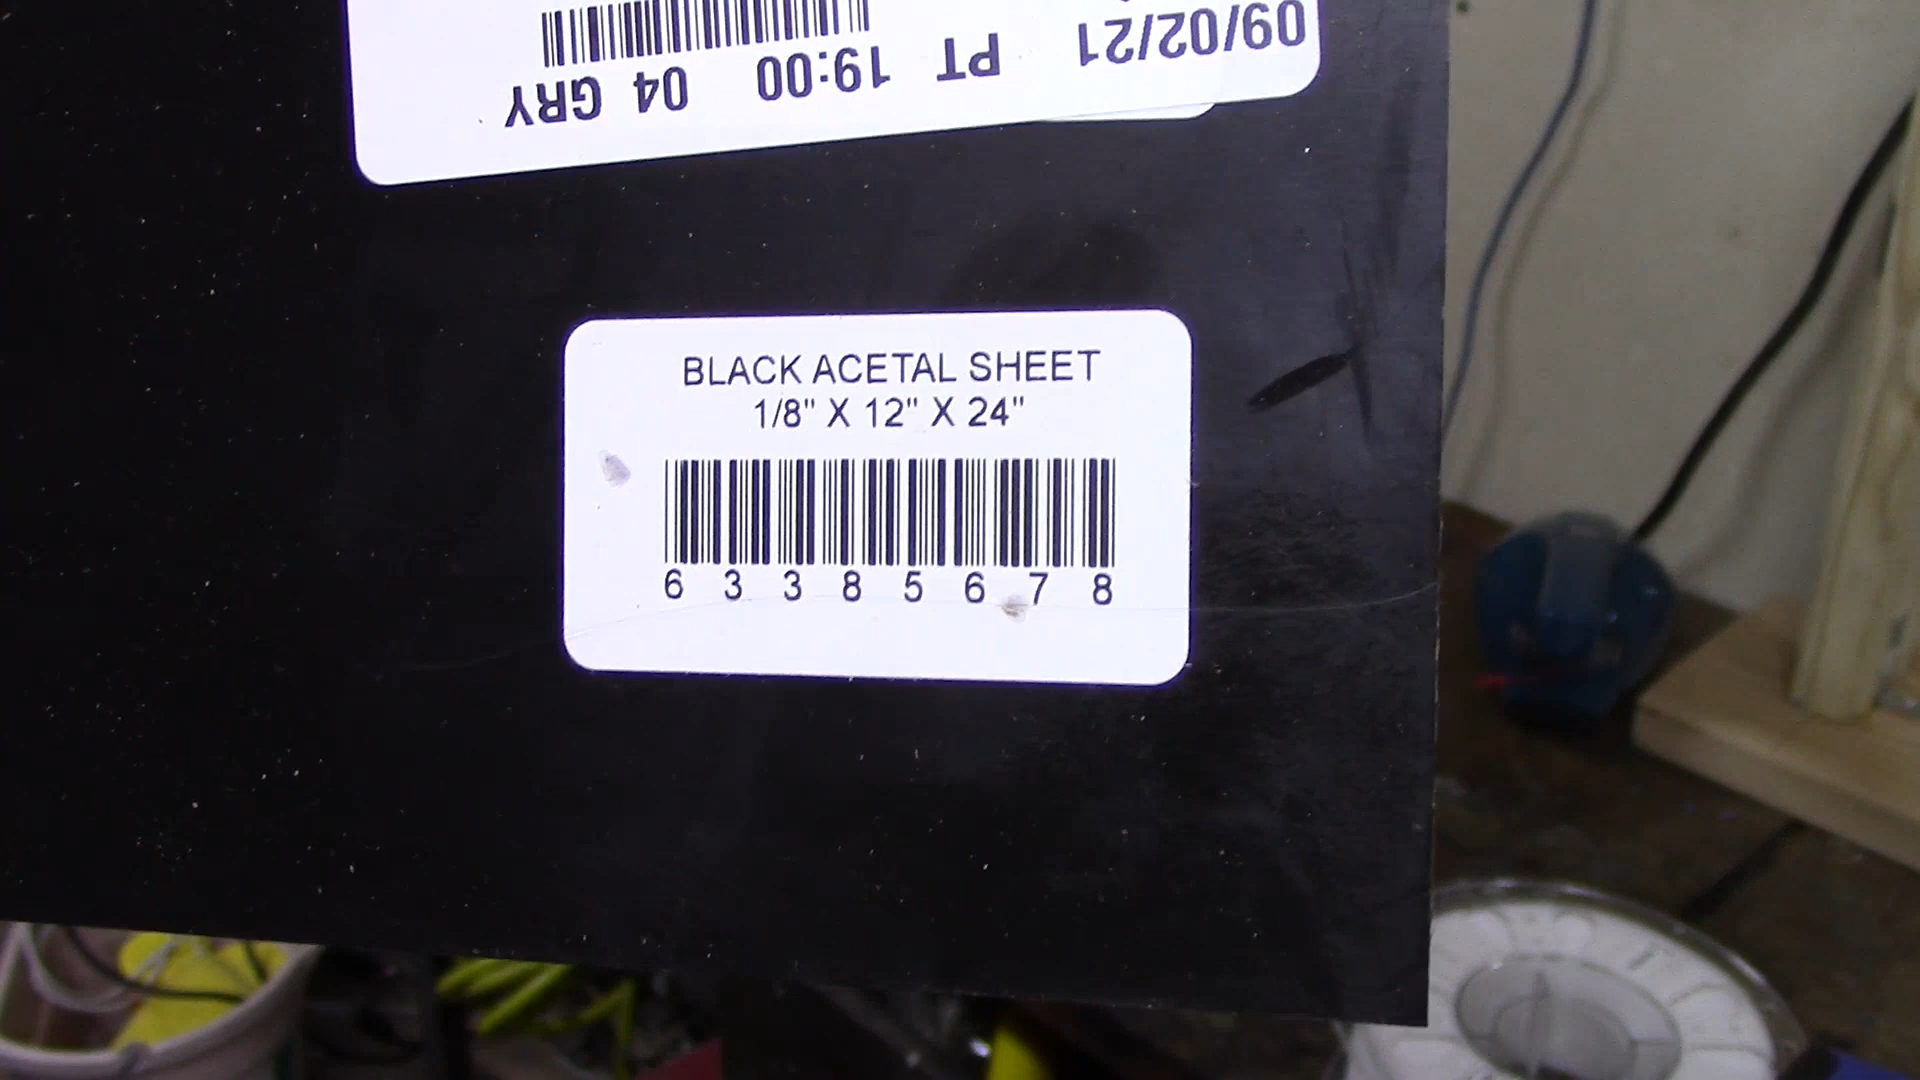 09/02/21 PT 19:00 04 GRY
BLACK ACETAL SHEET
1/8" X 12" X 24"
6 3 3 8 5 6 7 8